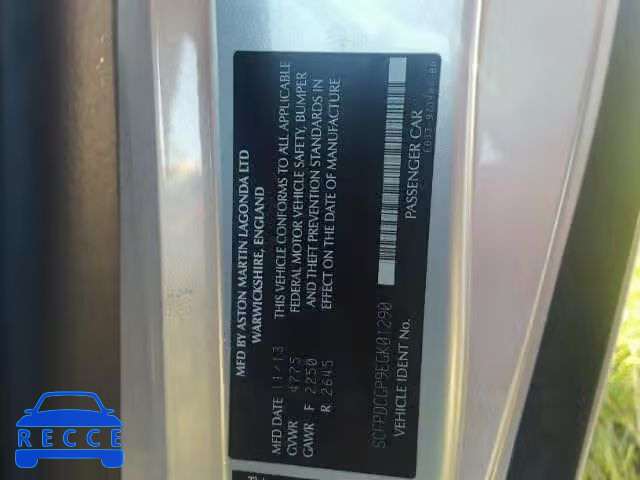 MFD BY ASTON MARTIN LAGONDA LTD
WARWICKSHIRE, ENGLAND
MFD DATE 11/13
GVWR 4775
GAWR F 2250
R 2645
THIS VEHICLE CONFORMS TO ALL APPLICABLE
FEDERAL MOTOR VEHICLE SAFETY, BUMPER
AND THEFT PREVENTION STANDARDS IN
EFFECT ON THE DATE OF MANUFACTURE
SCFPDCGP9EGK01290
VEHICLE IDENT No.
PASSENGER CAR
RECCE